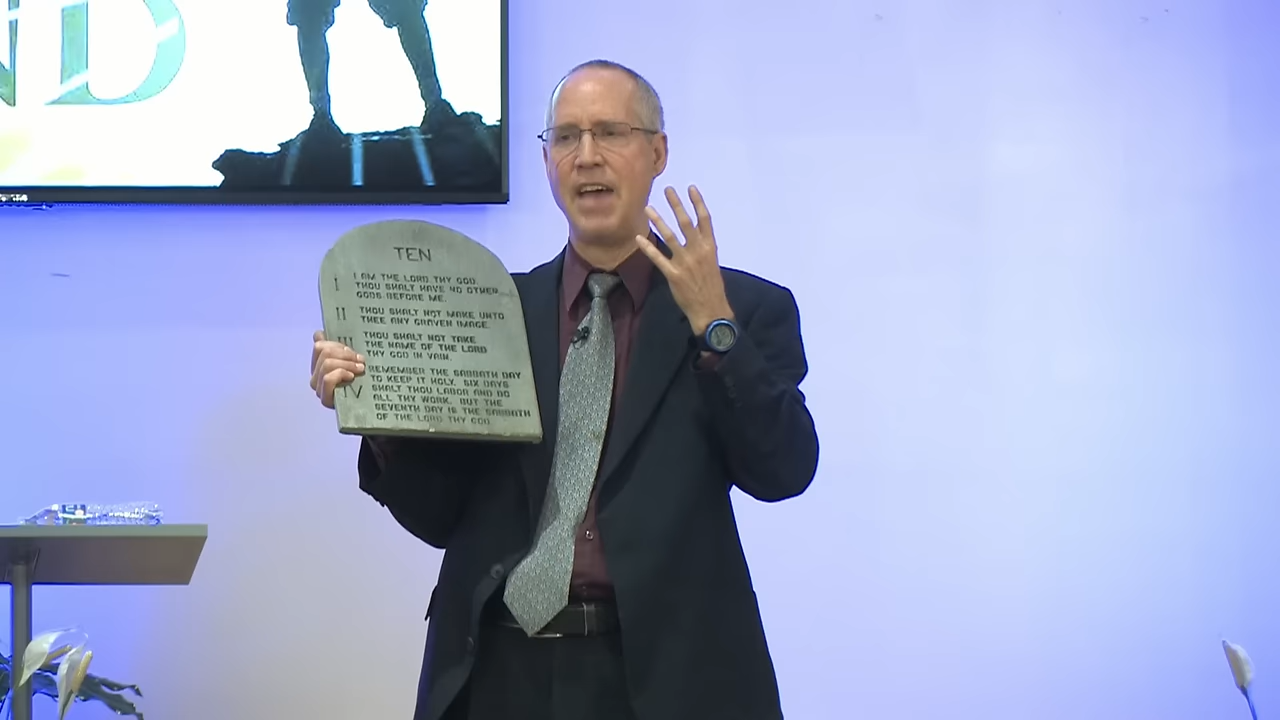 ND
TEN
I I AM THE LORD THY GOD.
THOU SHALT HAVE NO OTHER
GODS BEFORE ME.
II THOU SHALT NOT MAKE UNTO
THEE ANY GRAVEN IMAGE.
III THOU SHALT NOT TAKE
THE NAME OF THE LORD
THY GOD IN VAIN.
IV REMEMBER THE SABBATH DAY
TO KEEP IT HOLY. SIX DAYS
SHALT THOU LABOR AND DO
ALL THY WORK. BUT THE
SEVENTH DAY IS THE SABBATH
OF THE LORD THY GOD.